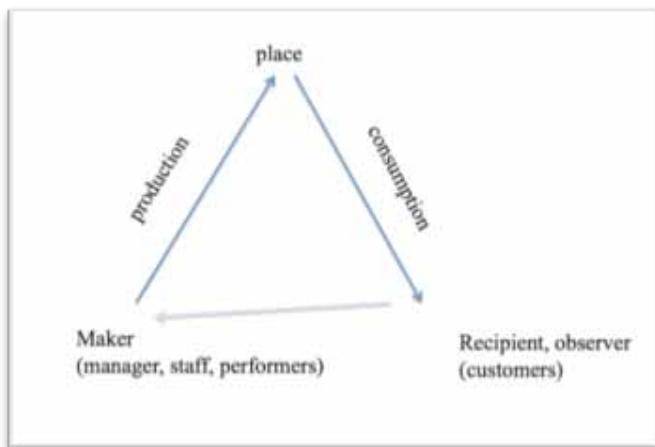 place
production
consumption
Maker
(manager, staff, performers)
Recipient, observer
(customers)